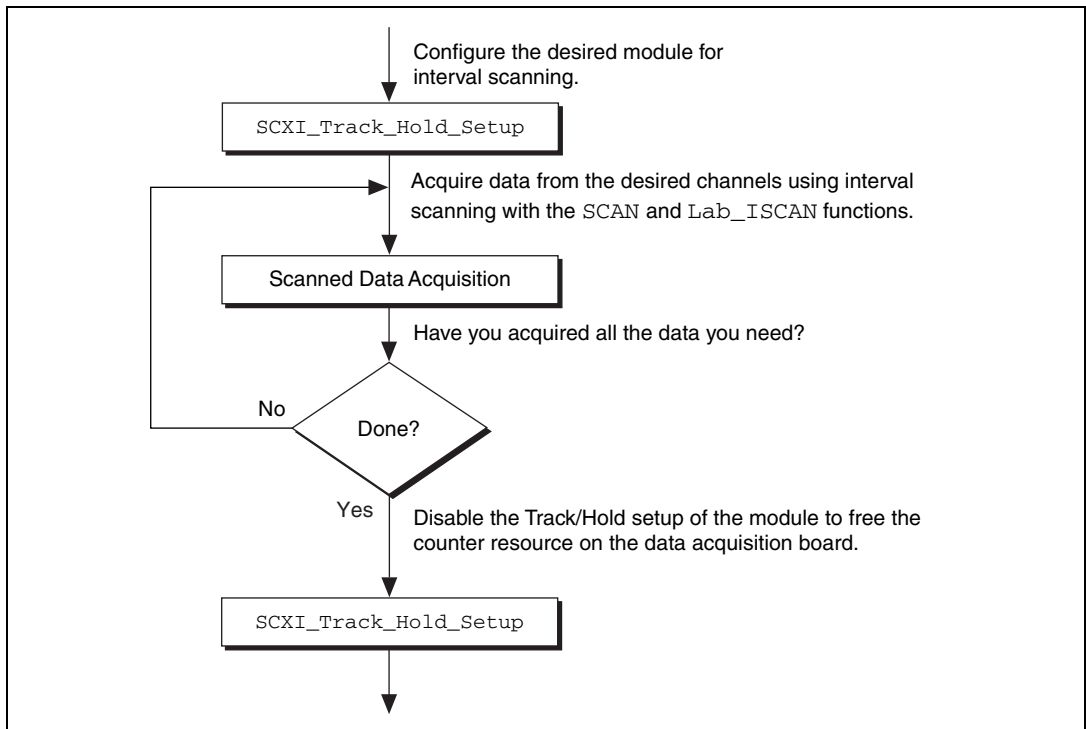 Configure the desired module for
interval scanning.
SCXI_Track_Hold_Setup
Acquire data from the desired channels using interval
scanning with the SCAN and Lab_ISCAN functions.
Scanned Data Acquisition
Have you acquired all the data you need?
No
Done?
Yes
Disable the Track/Hold setup of the module to free the
counter resource on the data acquisition board.
SCXI_Track_Hold_Setup